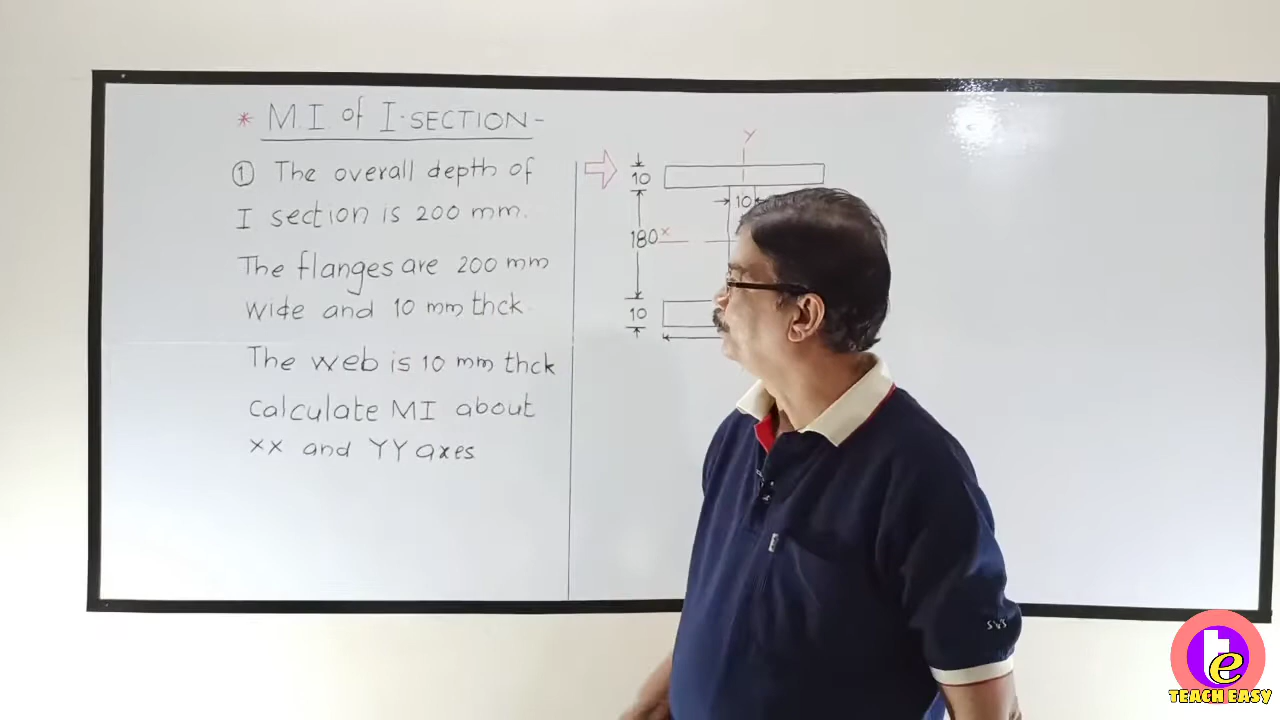 * M.I of I-SECTION-
① The overall depth of
I section is 200 mm.
The flanges are 200 mm
wide and 10 mm thck.
The web is 10 mm thck
calculate MI about
XX and YY axes
Y
10
10
180
X
10
SVS
te
TEACH EASY